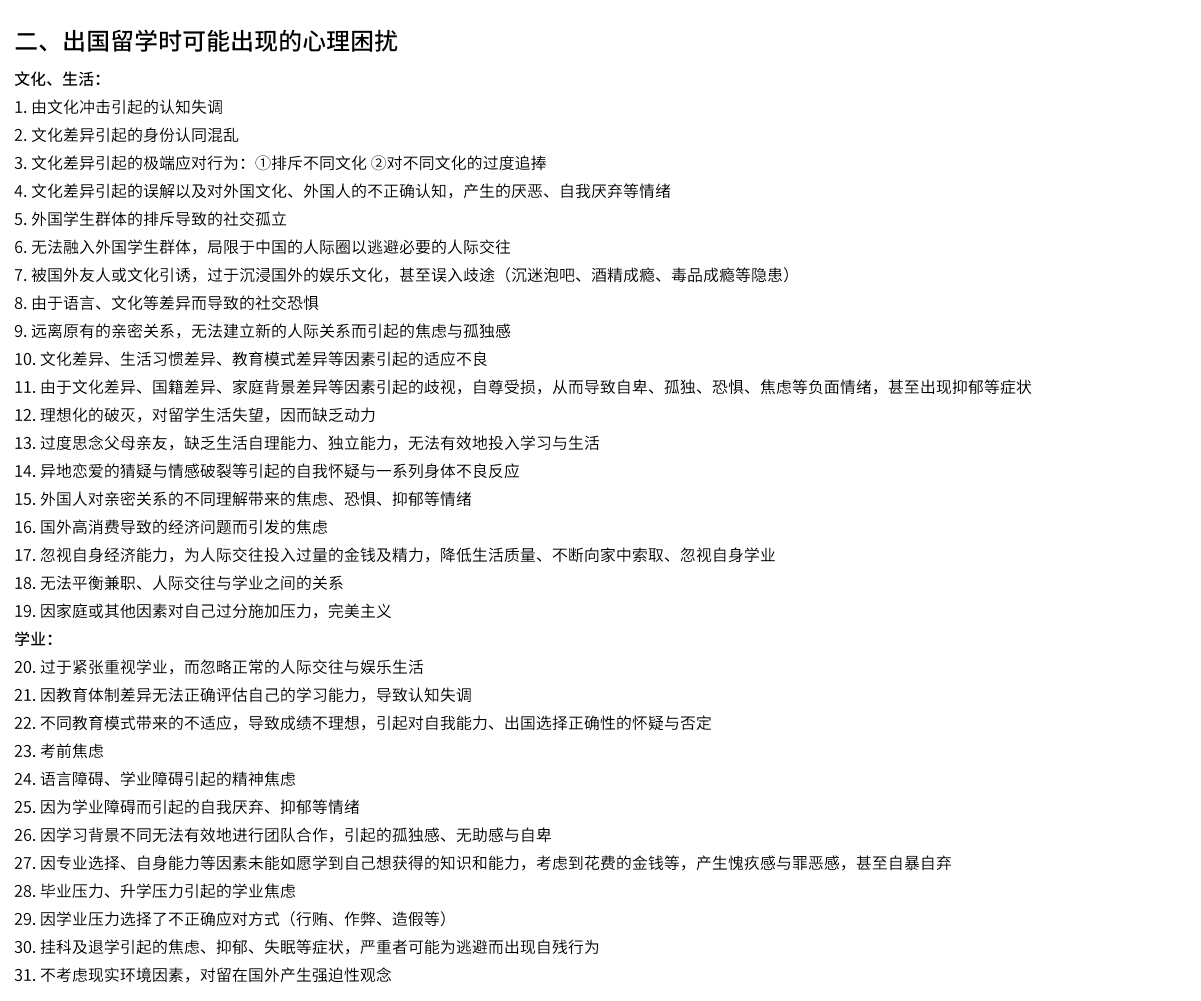 二、出国留学时可能出现的心理困扰
文化、生活：
1. 由文化冲击引起的认知失调
2. 文化差异引起的身份认同混乱
3. 文化差异引起的极端应对行为：①排斥不同文化 ②对不同文化的过度追捧
4. 文化差异引起的误解以及对外国文化、外国人的不正确认知，产生的厌恶、自我厌弃等情绪
5. 外国学生群体的排斥导致的社交孤立
6. 无法融入外国学生群体，局限于中国的人际圈以逃避必要的人际交往
7. 被国外友人或文化引诱，过于沉浸国外的娱乐文化，甚至误入歧途（沉迷泡吧、酒精成瘾、毒品成瘾等隐患）
8. 由于语言、文化等差异而导致的社交恐惧
9. 远离原有的亲密关系，无法建立新的人际关系而引起的焦虑与孤独感
10. 文化差异、生活习惯差异、教育模式差异等因素引起的适应不良
11. 由于文化差异、国籍差异、家庭背景差异等因素引起的歧视，自尊受损，从而导致自卑、孤独、恐惧、焦虑等负面情绪，甚至出现抑郁等症状
12. 理想化的破灭，对留学生活失望，因而缺乏动力
13. 过度思念父母亲友，缺乏生活自理能力、独立能力，无法有效地投入学习与生活
14. 异地恋爱的猜疑与情感破裂等引起的自我怀疑与一系列身体不良反应
15. 外国人对亲密关系的不同理解带来的焦虑、恐惧、抑郁等情绪
16. 国外高消费导致的经济问题而引发的焦虑
17. 忽视自身经济能力，为人际交往投入过量的金钱及精力，降低生活质量、不断向家中索取、忽视自身学业
18. 无法平衡兼职、人际交往与学业之间的关系
19. 因家庭或其他因素对自己过分施加压力，完美主义
学业：
20. 过于紧张重视学业，而忽略正常的人际交往与娱乐生活
21. 因教育体制差异无法正确评估自己的学习能力，导致认知失调
22. 不同教育模式带来的不适应，导致成绩不理想，引起对自我能力、出国选择正确性的怀疑与否定
23. 考前焦虑
24. 语言障碍、学业障碍引起的精神焦虑
25. 因为学业障碍而引起的自我厌弃、抑郁等情绪
26. 因学习背景不同无法有效地进行团队合作，引起的孤独感、无助感与自卑
27. 因专业选择、自身能力等因素未能如愿学到自己想获得的知识和能力，考虑到花费的金钱等，产生愧疚感与罪恶感，甚至自暴自弃
28. 毕业压力、升学压力引起的学业焦虑
29. 因学业压力选择了不正确应对方式（行贿、作弊、造假等）
30. 挂科及退学引起的焦虑、抑郁、失眠等症状，严重者可能为逃避而出现自残行为
31. 不考虑现实环境因素，对留在国外产生强迫性观念